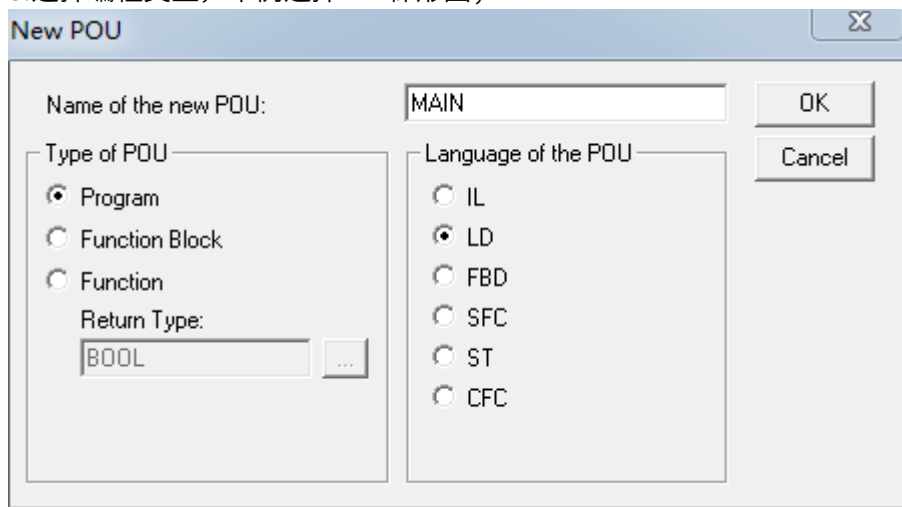 New POU
Name of the new POU:
MAIN
OK
Cancel
Type of POU
Program
Function Block
Function
Return Type:
BOOL
...
Language of the POU
IL
LD
FBD
SFC
ST
CFC